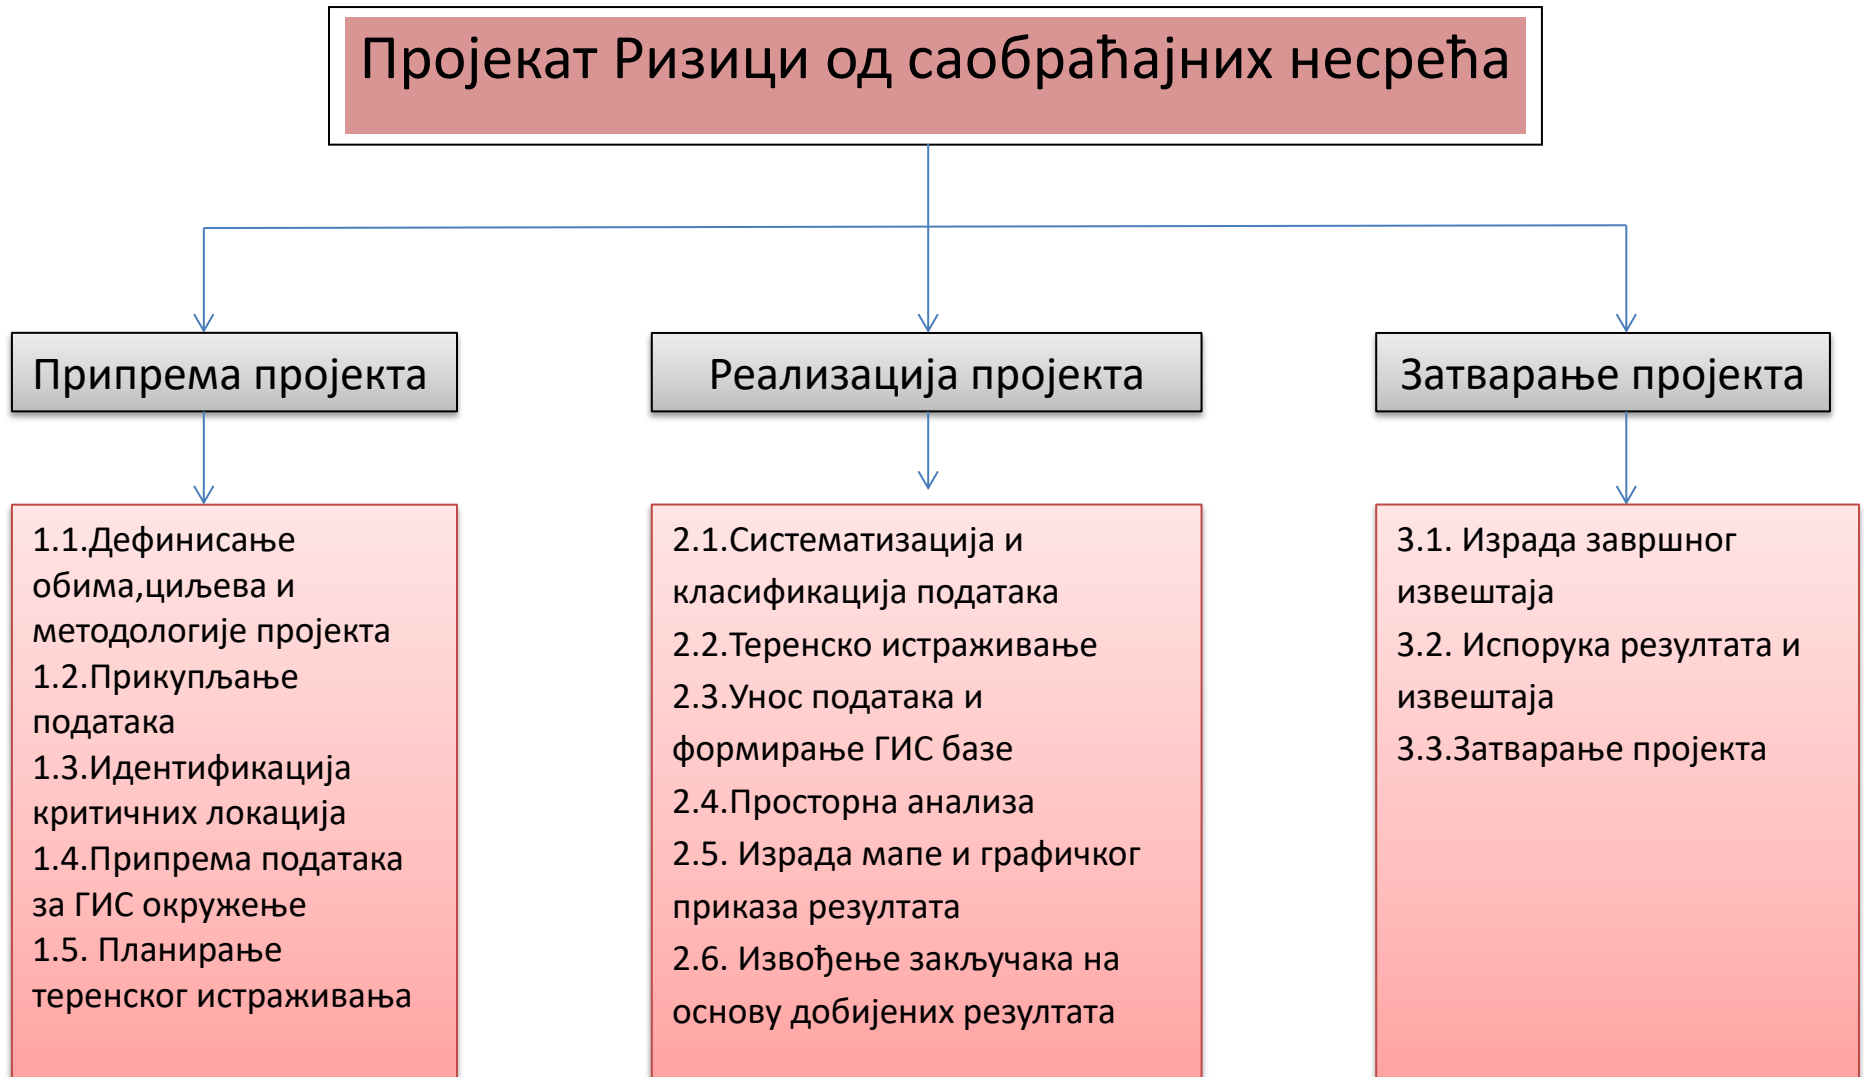 Пројекат Ризици од саобраћајних несрећа
Припрема пројекта
Реализација пројекта
Затварање пројекта
1.1.Дефинисање
обима,циљева и
методологије пројекта
1.2.Прикупљање
података
1.3.Идентификација
критичних локација
1.4.Припрема података
за ГИС окружење
1.5. Планирање
теренског истраживања
2.1.Систематизација и
класификација података
2.2.Теренско истраживање
2.3.Унос података и
формирање ГИС базе
2.4.Просторна анализа
2.5. Израда мапе и графичког
приказа резултата
2.6. Извођење закључака на
основу добијених резултата
3.1. Израда завршног
извештаја
3.2. Испорука резултата и
извештаја
3.3.Затварање пројекта